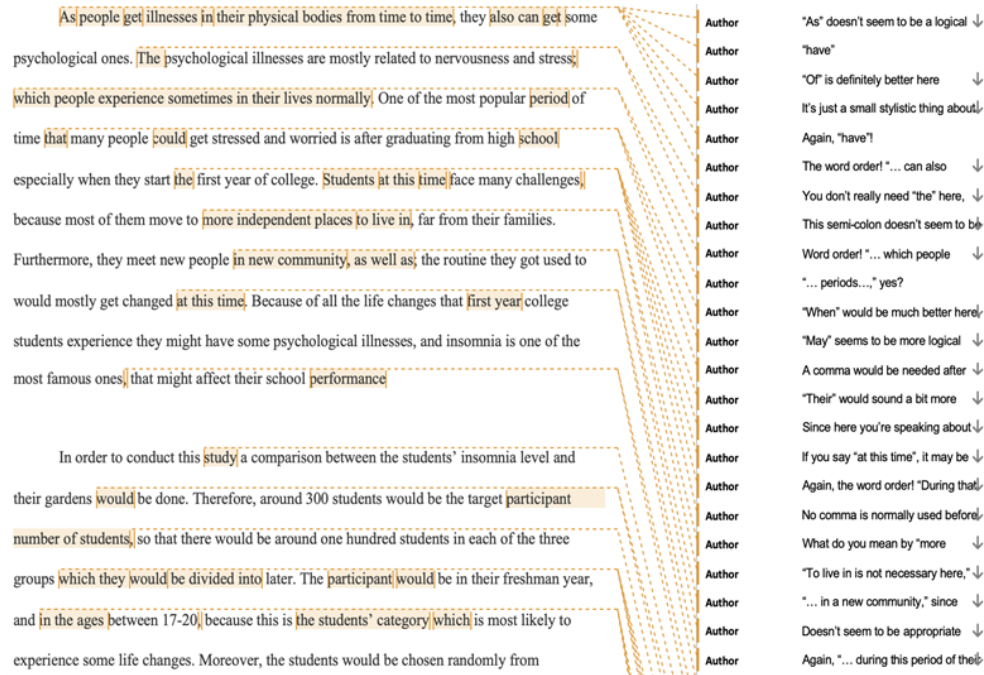 As people get illnesses in their physical bodies from time to time, they also can get some
psychological ones. The psychological illnesses are mostly related to nervousness and stress;
which people experience sometimes in their lives normally. One of the most popular period of
time that many people could get stressed and worried is after graduating from high school
especially when they start the first year of college. Students at this time face many challenges,
because most of them move to more independent places to live in, far from their families.
Furthermore, they meet new people in new community, as well as; the routine they got used to
would mostly get changed at this time. Because of all the life changes that first year college
students experience they might have some psychological illnesses, and insomnia is one of the
most famous ones, that might affect their school performance
In order to conduct this study a comparison between the students' insomnia level and
their gardens would be done. Therefore, around 300 students would be the target participant
number of students, so that there would be around one hundred students in each of the three
groups which they would be divided into later. The participant would be in their freshman year,
and in the ages between 17-20, because this is the students' category which is most likely to
experience some life changes. Moreover, the students would be chosen randomly from
Author "As" doesn't seem to be a logical
Author "have"
Author "Of" is definitely better here
Author It's just a small stylistic thing about
Author Again, "have"!
Author The word order! "... can also
Author You don't really need "the" here,
Author This semi-colon doesn't seem to be
Author Word order! "... which people
Author "... periods...," yes?
Author "When" would be much better here
Author "May" seems to be more logical
Author A comma would be needed after
Author "Their" would sound a bit more
Author Since here you're speaking about
Author If you say "at this time", it may be
Author Again, the word order! "During that
Author No comma is normally used before
Author What do you mean by "more
Author "To live in is not necessary here,"
Author "... in a new community," since
Author Doesn't seem to be appropriate
Author Again, "... during this period of their